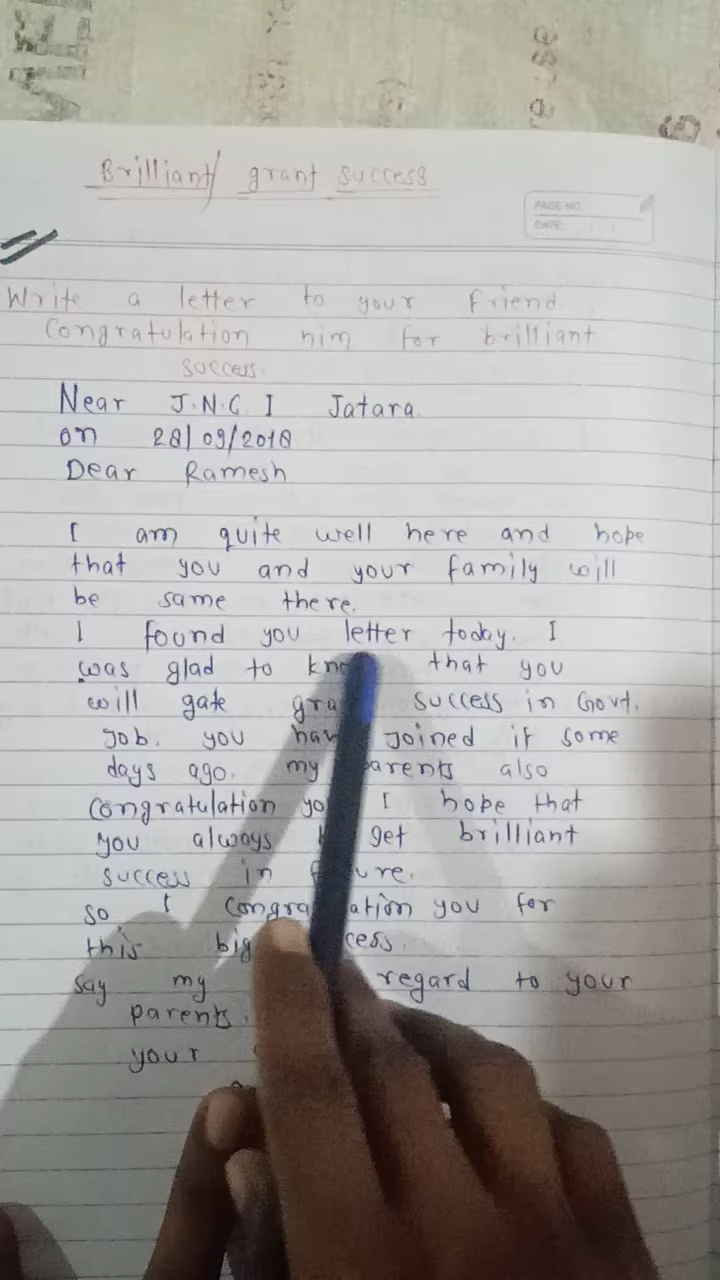 Brilliant/ grant success
PAGE NO
DATE:
Write a letter to your friend
Congratulation him for brilliant
success.
Near J.N.C I Jatara
on 28/09/2018
Dear Ramesh
I am quite well here and hope
that you and your family will
be same there.
I found you letter today. I
was glad to that you
will gate success in Govt.
Job. you joined it some
days ago. my also
congratulation I hope that
you always get brilliant
success in
so I you for
this big
say my regard to your
parents.
your